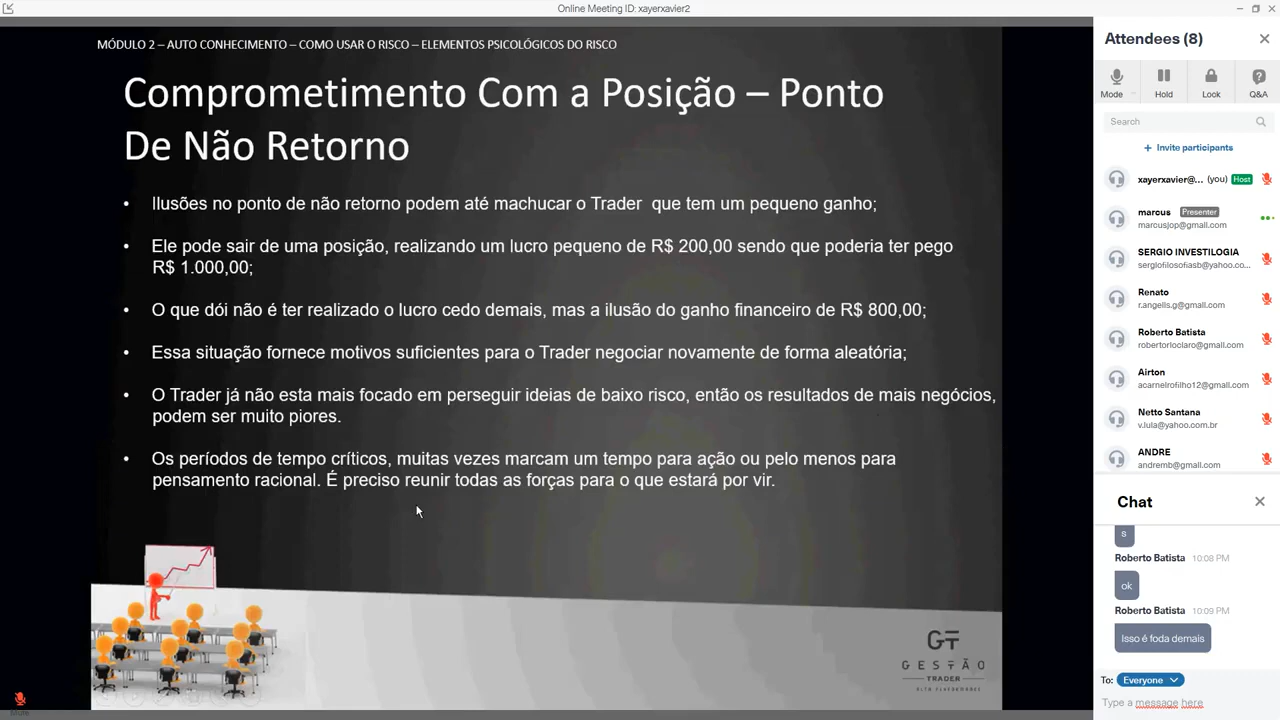 Online Meeting ID: xayerxavier2
MÓDULO 2 – AUTO CONHECIMENTO – COMO USAR O RISCO – ELEMENTOS PSICOLÓGICOS DO RISCO
Comprometimento Com a Posição – Ponto
De Não Retorno
• Ilusões no ponto de não retorno podem até machucar o Trader que tem um pequeno ganho;
• Ele pode sair de uma posição, realizando um lucro pequeno de R$ 200,00 sendo que poderia ter pego
R$ 1.000,00;
• O que dói não é ter realizado o lucro cedo demais, mas a ilusão do ganho financeiro de R$ 800,00;
• Essa situação fornece motivos suficientes para o Trader negociar novamente de forma aleatória;
• O Trader já não esta mais focado em perseguir ideias de baixo risco, então os resultados de mais negócios,
podem ser muito piores.
• Os períodos de tempo críticos, muitas vezes marcam um tempo para ação ou pelo menos para
pensamento racional. É preciso reunir todas as forças para o que estará por vir.
GT
GESTÃO
TRADER
ALTA PERFORMANCE
Mute
Attendees (8)
Mode
Hold
Lock
Q&A
Search
+ Invite participants
xayerxavier@... (you) Host
marcus Presenter
marcusjop@gmail.com
SERGIO INVESTILOGIA
sergiofilosofiasb@yahoo.co...
Renato
r.angelis.g@gmail.com
Roberto Batista
robertorloclaro@gmail.com
Airton
acarneirofilho12@gmail.com
Netto Santana
v.lula@yahoo.com.br
ANDRE
andremb@gmail.com
Chat
s
Roberto Batista 10:08 PM
ok
Roberto Batista 10:09 PM
Isso é foda demais
To: Everyone
Type a message here